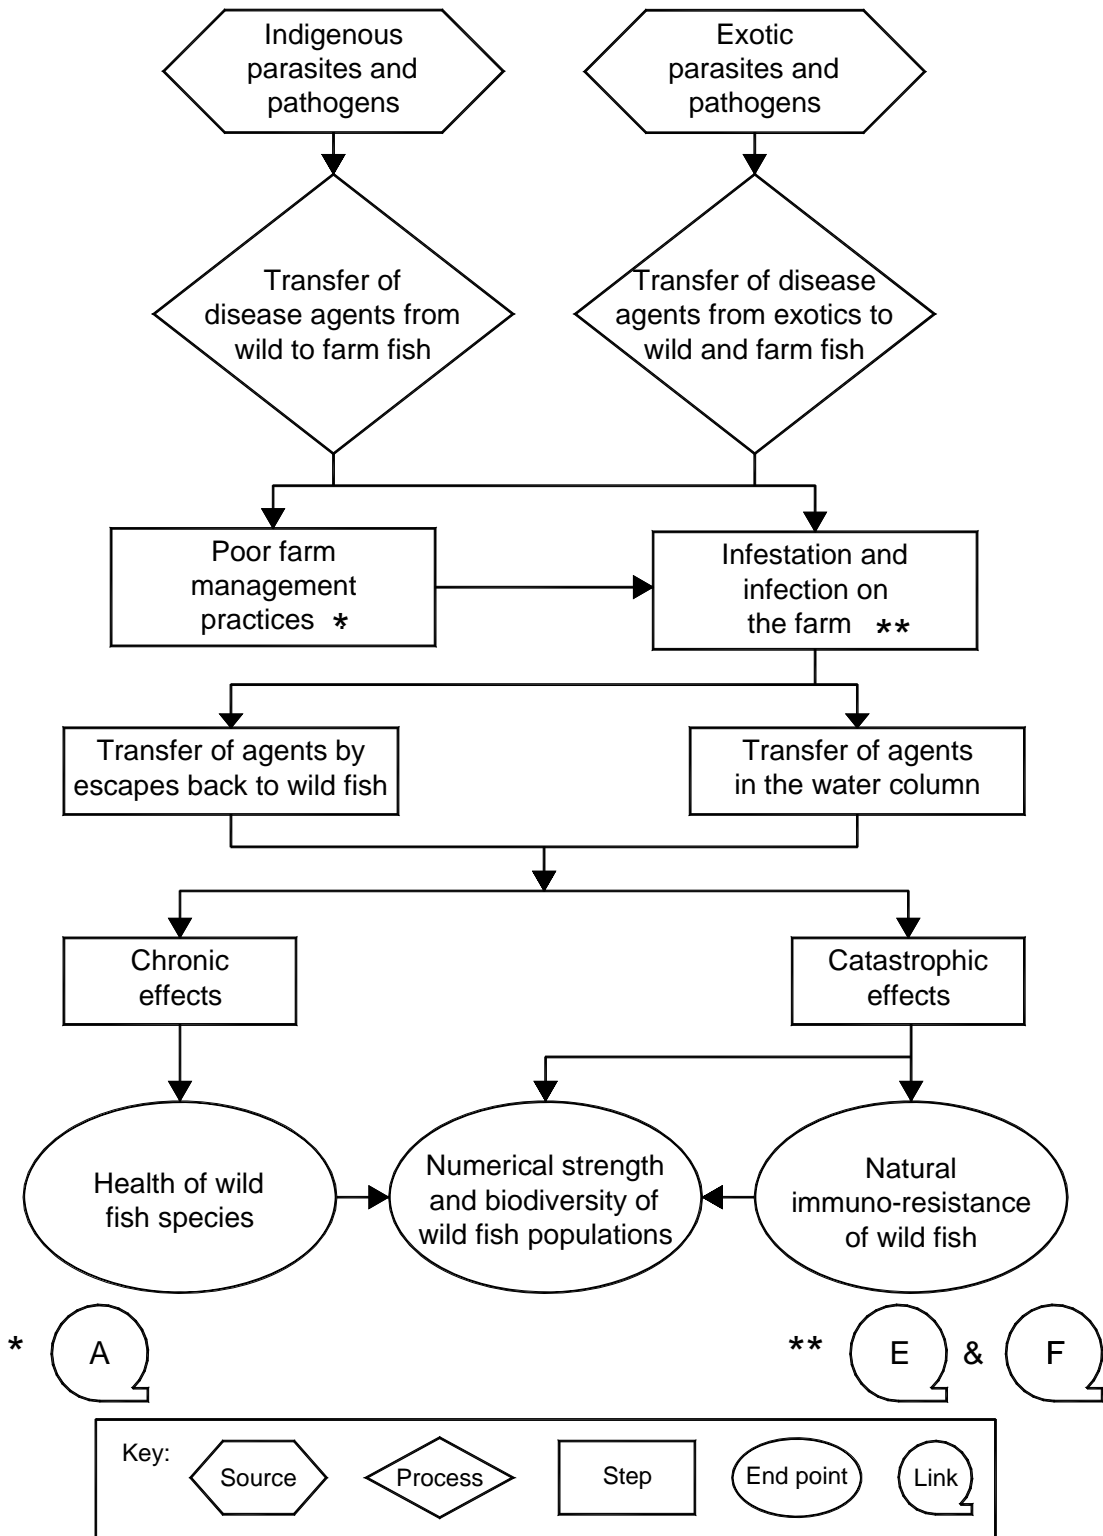 Indigenous
parasites and
pathogens
Exotic
parasites and
pathogens
Transfer of
disease agents from
wild to farm fish
Transfer of disease
agents from exotics to
wild and farm fish
Poor farm
management
practices *
Infestation and
infection on
the farm **
Transfer of agents by
escapes back to wild fish
Transfer of agents
in the water column
Chronic
effects
Catastrophic
effects
Health of wild
fish species
Numerical strength
and biodiversity of
wild fish populations
Natural
immuno-resistance
of wild fish
* A
** E & F
Key:
Source
Process
Step
End point
Link